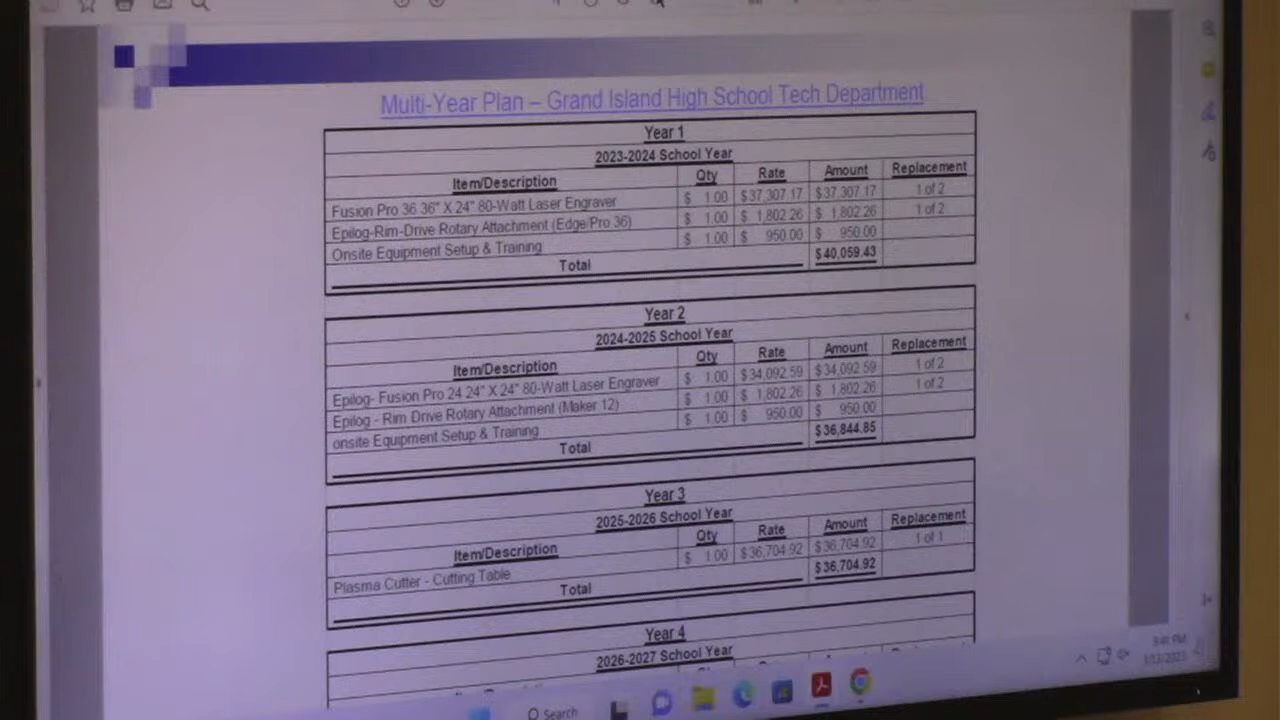 Multi-Year Plan – Grand Island High School Tech Department
Year 1
2023-2024 School Year
Item/Description Qty Rate Amount Replacement
Fusion Pro 36 36" X 24" 80-Watt Laser Engraver $ 1.00 $37,307.17 $37,307.17 1 of 2
Epilog-Rim-Drive Rotary Attachment (Edge/Pro 36) $ 1.00 $ 1,802.26 $ 1,802.26 1 of 2
Onsite Equipment Setup & Training $ 1.00 $ 950.00 $ 950.00
Total $40,059.43
Year 2
2024-2025 School Year
Item/Description Qty Rate Amount Replacement
Epilog- Fusion Pro 24 24" X 24" 80-Watt Laser Engraver $ 1.00 $34,092.59 $34,092.59 1 of 2
Epilog - Rim Drive Rotary Attachment (Maker 12) $ 1.00 $ 1,802.26 $ 1,802.26 1 of 2
onsite Equipment Setup & Training $ 1.00 $ 950.00 $ 950.00
Total $36,844.85
Year 3
2025-2026 School Year
Item/Description Qty Rate Amount Replacement
Plasma Cutter - Cutting Table $ 1.00 $36,704.92 $36,704.92 1 of 1
Total $36,704.92
Year 4
2026-2027 School Year
Search